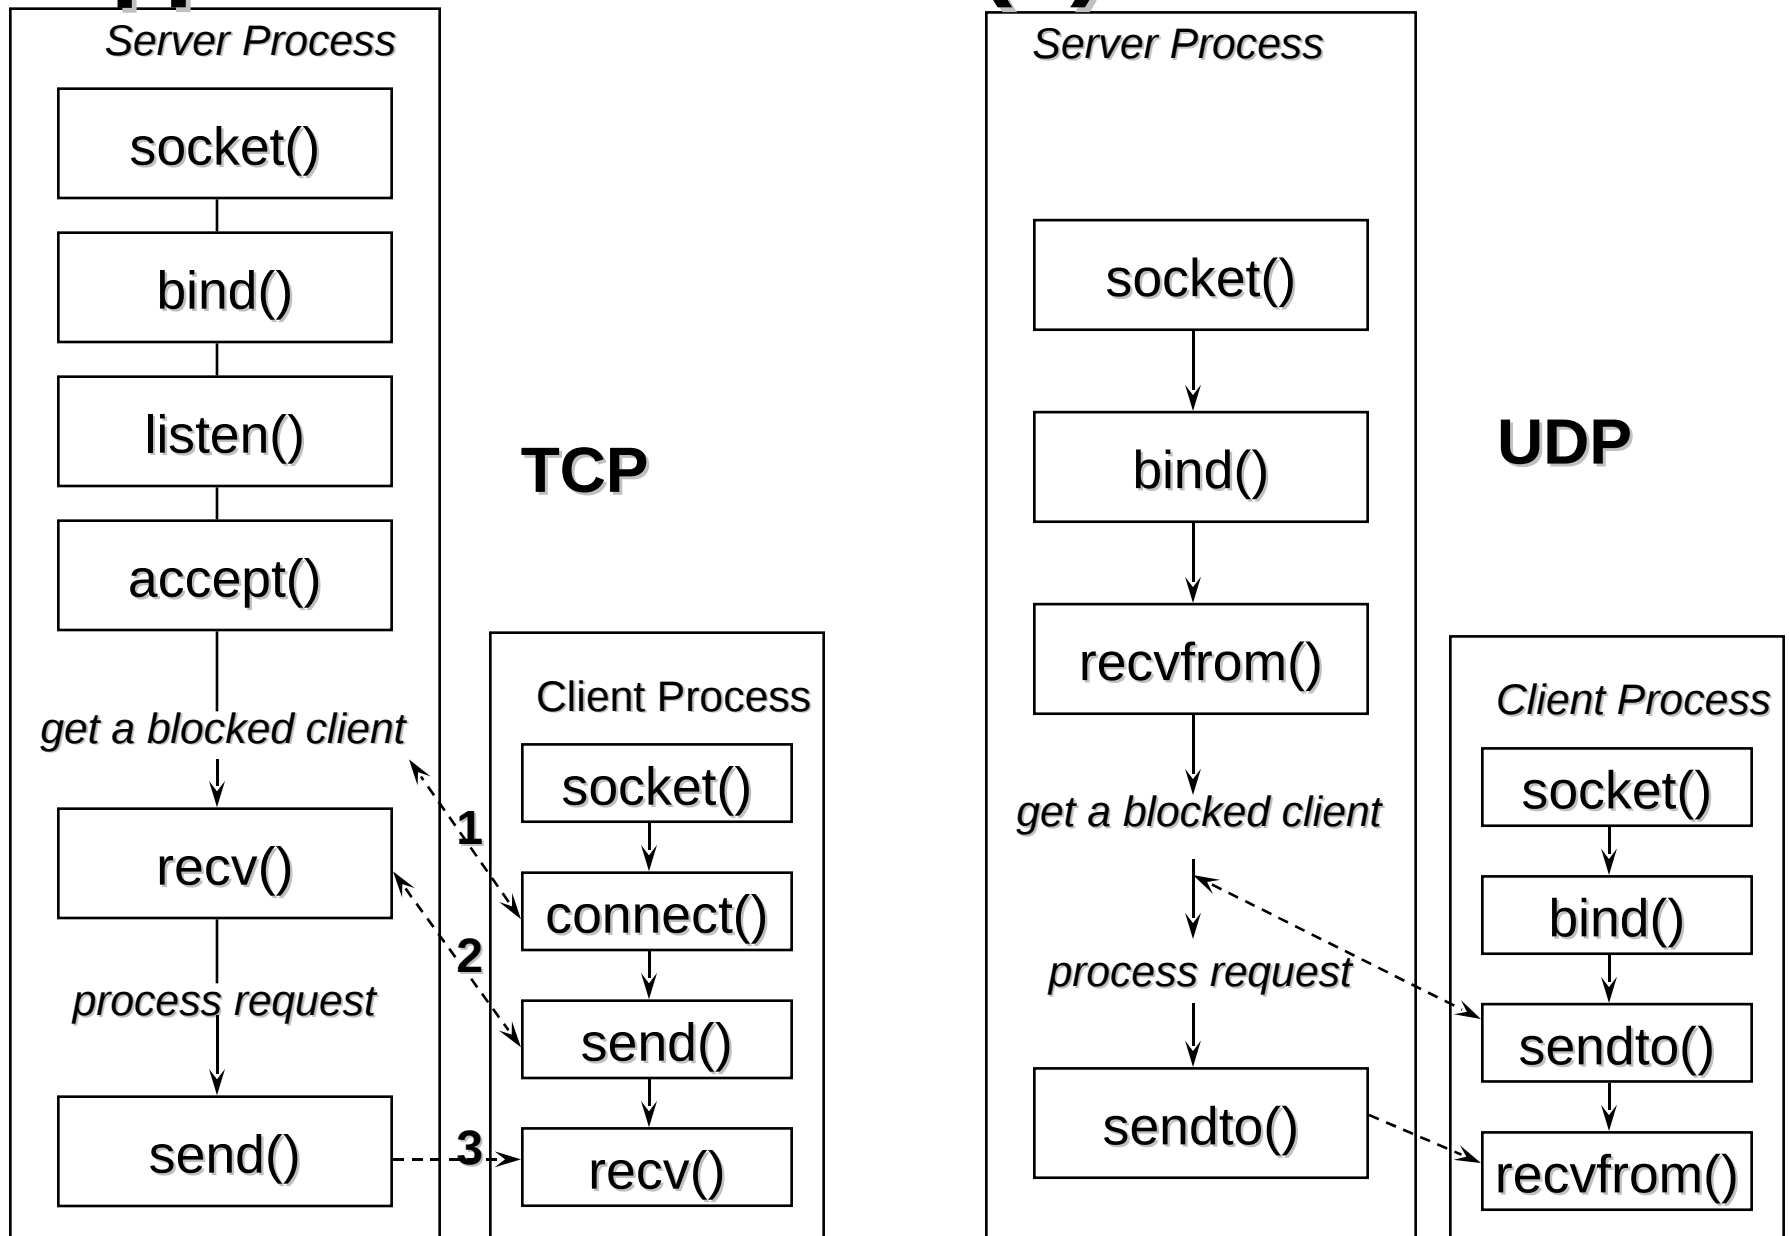 Server Process
socket()
bind()
listen()
accept()
get a blocked client
recv()
process request
send()
TCP
Client Process
socket()
connect()
send()
recv()
1
2
3
Server Process
socket()
bind()
recvfrom()
get a blocked client
process request
sendto()
UDP
Client Process
socket()
bind()
sendto()
recvfrom()